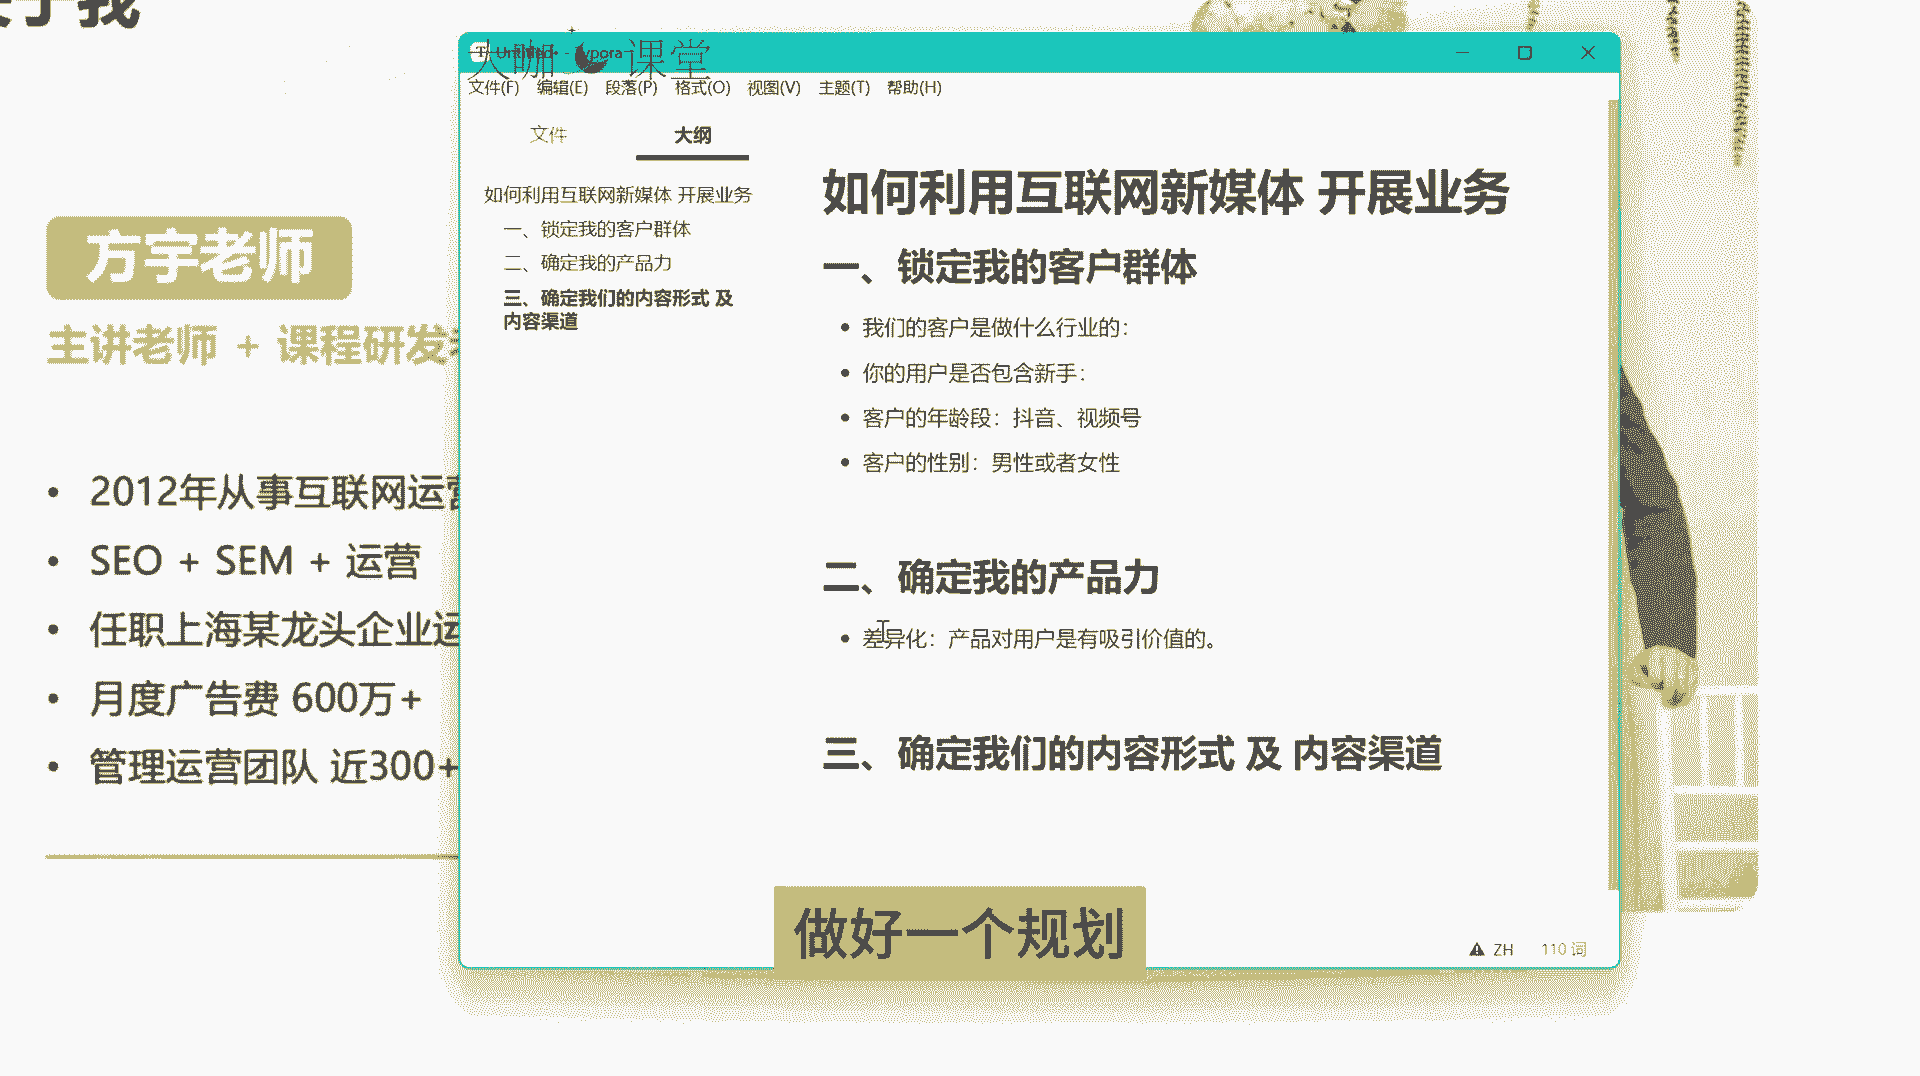 于我
方宇老师
主讲老师 + 课程研发
2012年从事互联网运营
SEO + SEM + 运营
任职上海某龙头企业运
月度广告费 600万+
管理运营团队 近300+
大咖 课堂
文件(F) 编辑(E) 段落(P) 格式(O) 视图(V) 主题(T) 帮助(H)
文件 大纲
如何利用互联网新媒体 开展业务
一、锁定我的客户群体
二、确定我的产品力
三、确定我们的内容形式 及
内容渠道
如何利用互联网新媒体 开展业务
一、锁定我的客户群体
我们的客户是做什么行业的:
你的用户是否包含新手:
客户的年龄段：抖音、视频号
客户的性别：男性或者女性
二、确定我的产品力
差异化：产品对用户是有吸引价值的。
三、确定我们的内容形式 及 内容渠道
做好一个规划
ZH 110 词